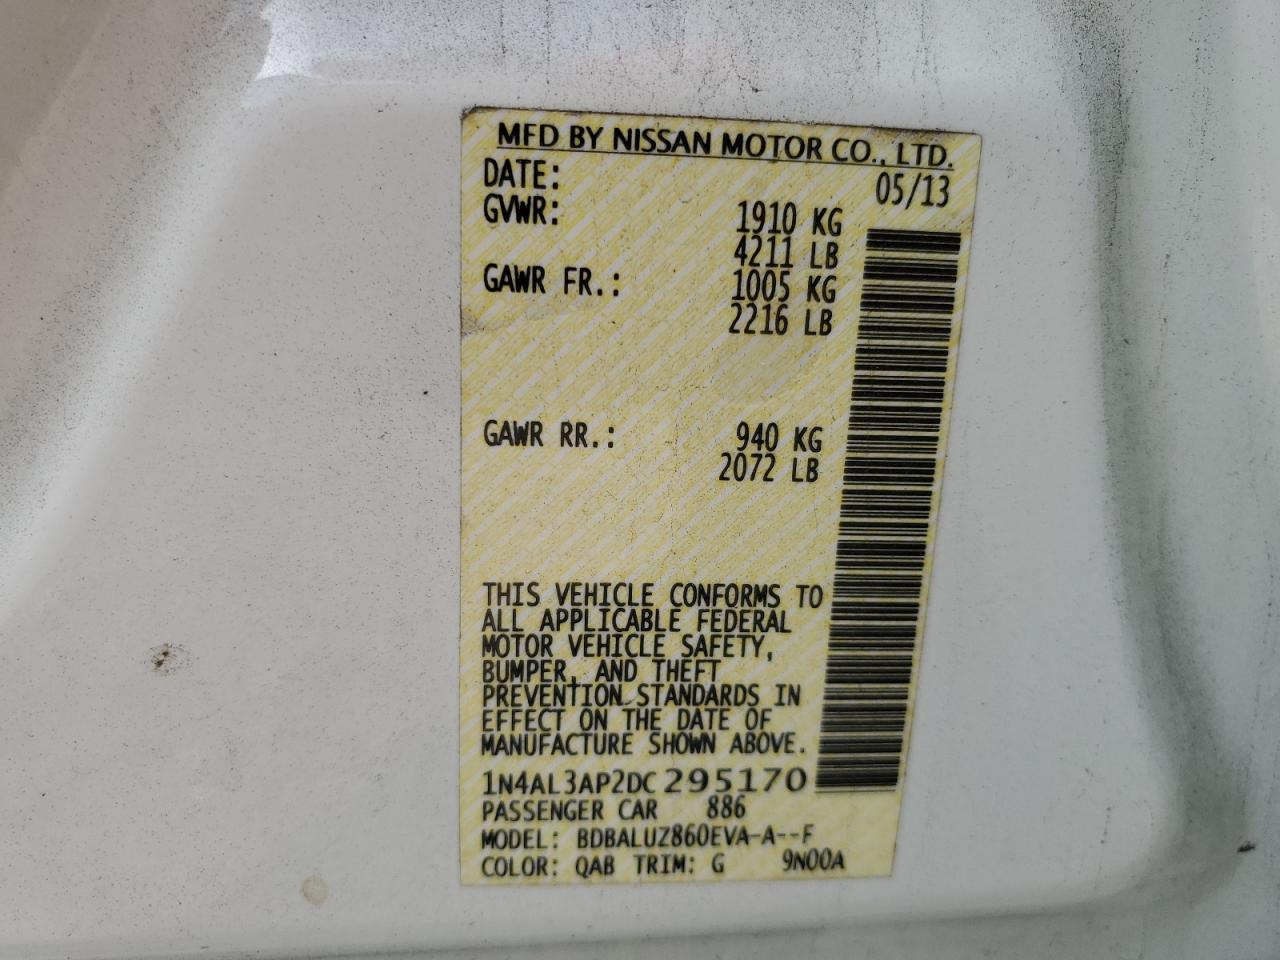 MFD BY NISSAN MOTOR CO., LTD.
DATE: 05/13
GVWR: 1910 KG
4211 LB
GAWR FR.: 1005 KG
2216 LB
GAWR RR.: 940 KG
2072 LB
THIS VEHICLE CONFORMS TO
ALL APPLICABLE FEDERAL
MOTOR VEHICLE SAFETY,
BUMPER, AND THEFT
PREVENTION STANDARDS IN
EFFECT ON THE DATE OF
MANUFACTURE SHOWN ABOVE.
1N4AL3AP2DC295170
PASSENGER CAR 886
MODEL: BDBALUZ860EVA-A--F
COLOR: QAB TRIM: G 9N00A